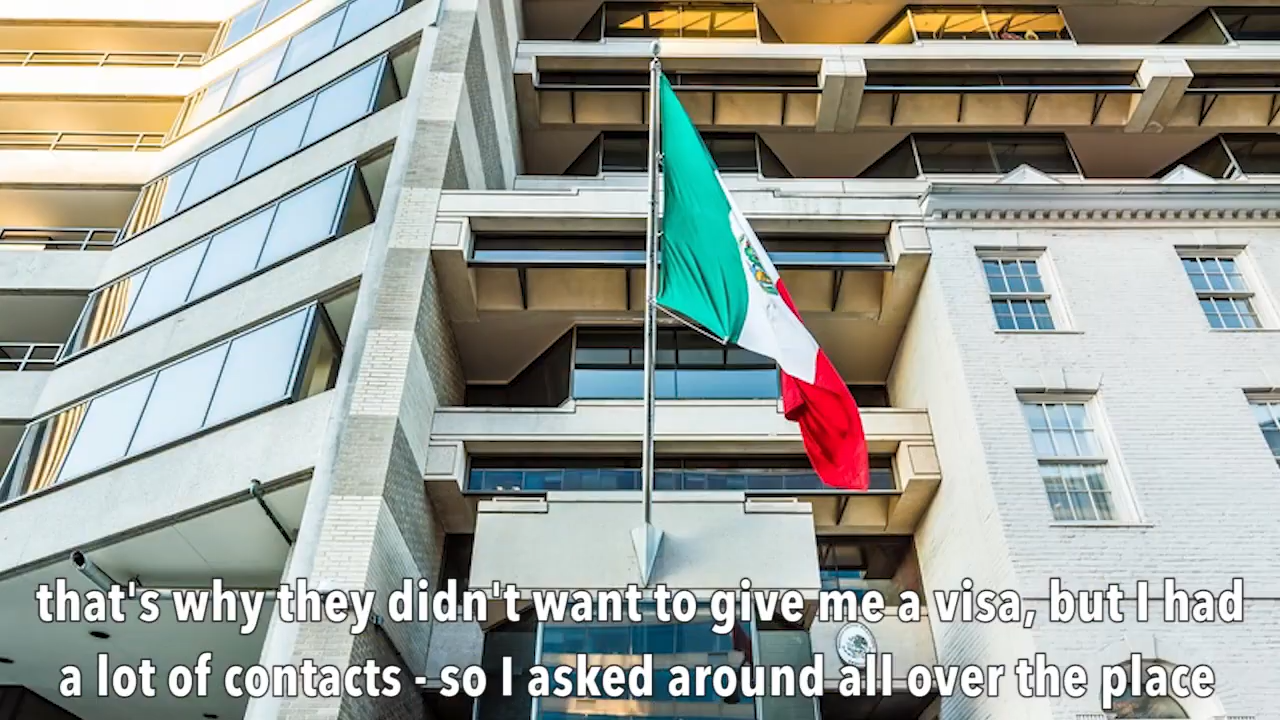 that's why they didn't want to give me a visa, but I had
a lot of contacts - so I asked around all over the place